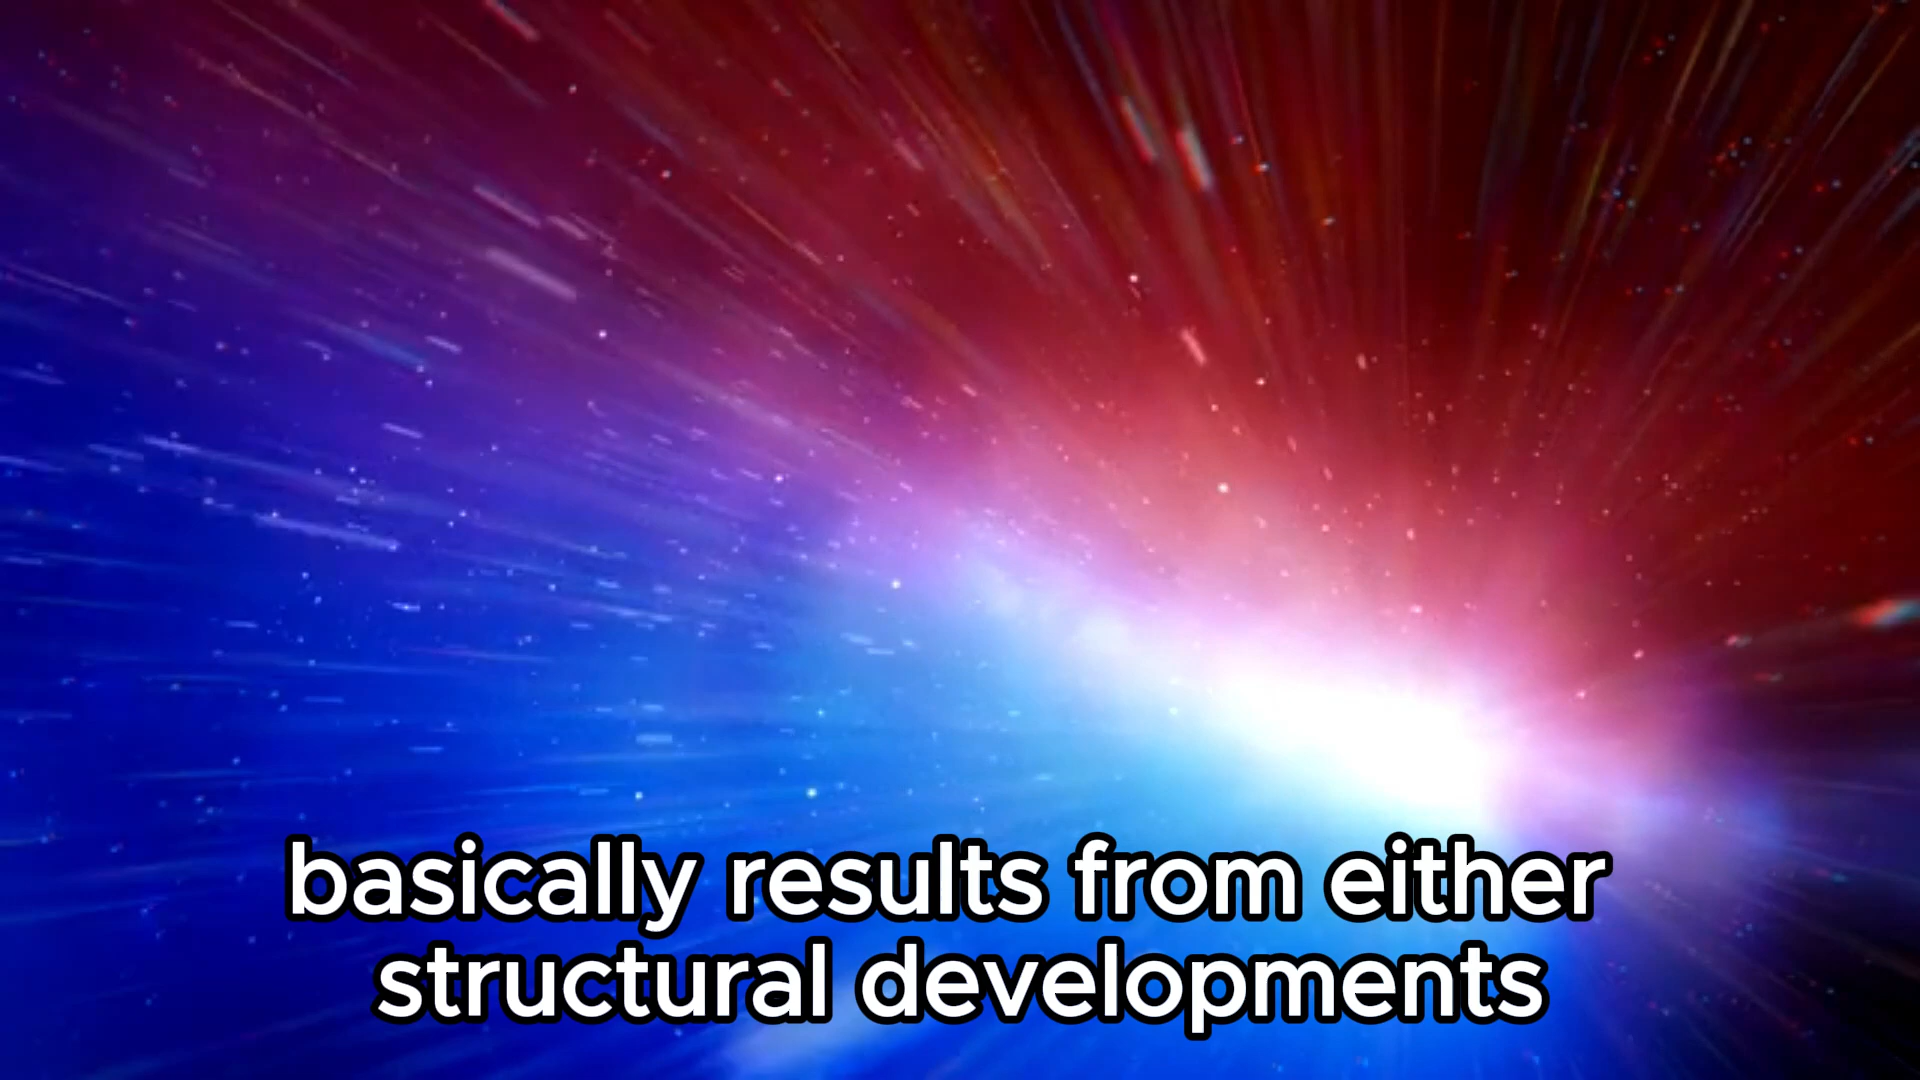 basically results from either
structural developments